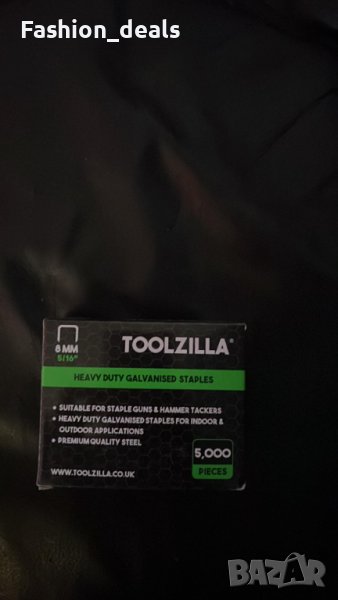 Fashion_deals
8 MM
5/16"
TOOLZILLA®
HEAVY DUTY GALVANISED STAPLES
• SUITABLE FOR STAPLE GUNS & HAMMER TACKERS
• HEAVY DUTY GALVANISED STAPLES FOR INDOOR &
OUTDOOR APPLICATIONS
• PREMIUM QUALITY STEEL
5,000
PIECES
WWW.TOOLZILLA.CO.UK
BAZAR